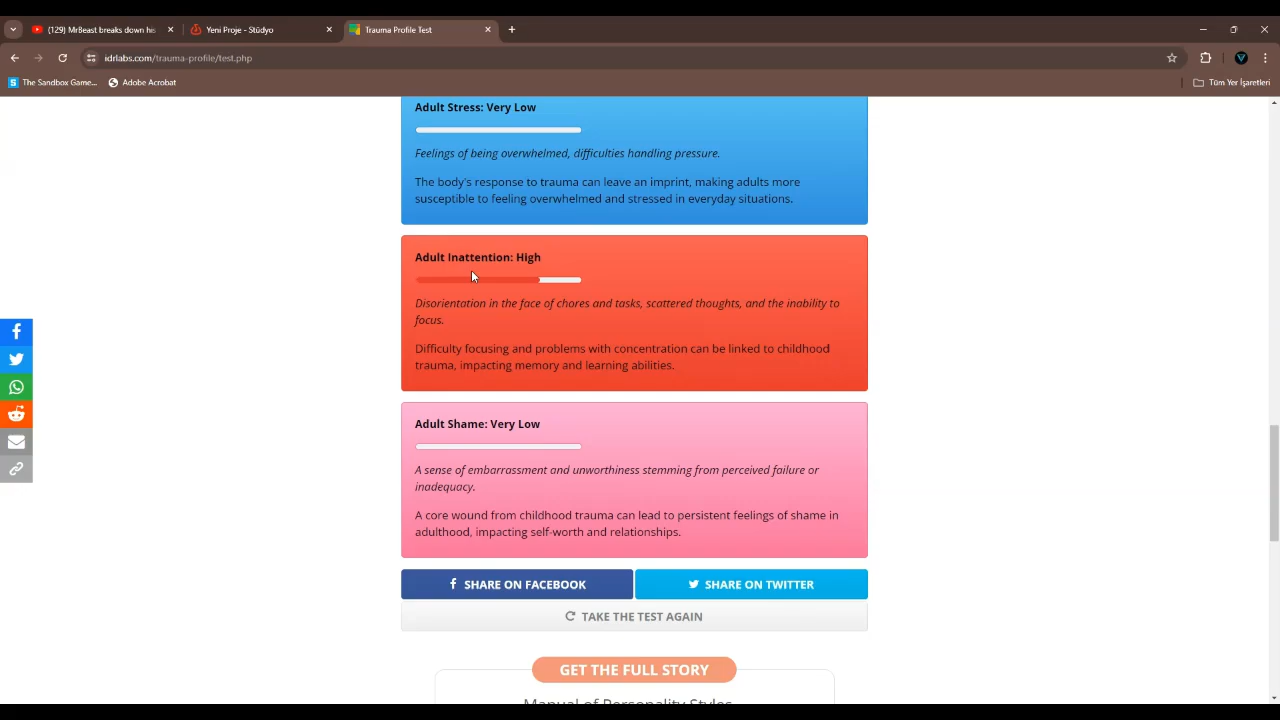 (129) MrBeast breaks down his
Yeni Proje - Stüdyo
Trauma Profile Test
idrlabs.com/trauma-profile/test.php
The Sandbox Game...
Adobe Acrobat
Tüm Yer İşaretleri
Adult Stress: Very Low
Feelings of being overwhelmed, difficulties handling pressure.
The body's response to trauma can leave an imprint, making adults more
susceptible to feeling overwhelmed and stressed in everyday situations.
Adult Inattention: High
Disorientation in the face of chores and tasks, scattered thoughts, and the inability to
focus.
Difficulty focusing and problems with concentration can be linked to childhood
trauma, impacting memory and learning abilities.
Adult Shame: Very Low
A sense of embarrassment and unworthiness stemming from perceived failure or
inadequacy.
A core wound from childhood trauma can lead to persistent feelings of shame in
adulthood, impacting self-worth and relationships.
SHARE ON FACEBOOK
SHARE ON TWITTER
TAKE THE TEST AGAIN
GET THE FULL STORY
Manual of Personality Styles